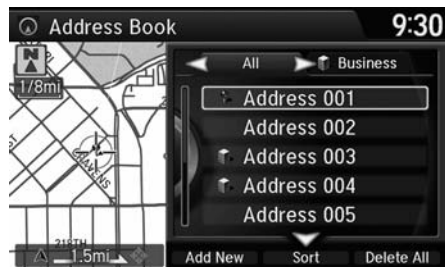 Address Book
9:30
N
1/8mi
All
Business
Address 001
Address 002
Address 003
Address 004
Address 005
218TH
1.5mi
Add New
Sort
Delete All